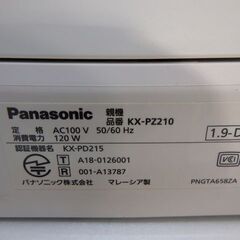 Panasonic 親機
品番 KX-PZ210
定 格 AC100 V 50/60 Hz
消費電力 120 W
1.9-D
認証機器名 KX-PD215
T A18-0126001
R 001-A13787
VCCI
パナソニック株式会社 マレーシア製
PNGTA658ZA